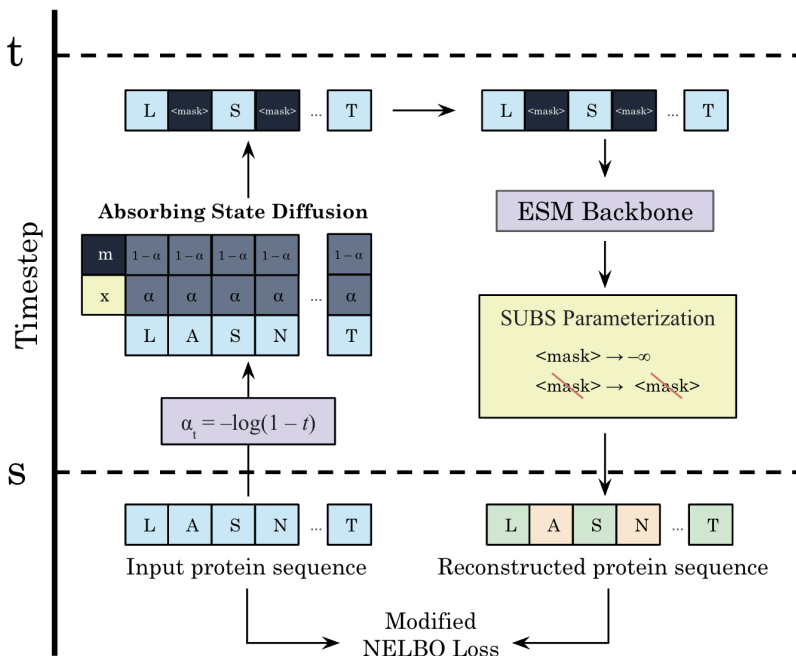 t
L <mask> S <mask> ... T
L <mask> S <mask> ... T
Absorbing State Diffusion
ESM Backbone
m 1 – α 1 – α 1 – α 1 – α 1 – α
x α α α α ... α
L A S N T
SUBS Parameterization
<mask> → –∞
<mask> → <mask>
Timestep
αt = –log(1 – t)
s
L A S N ... T
L A S N ... T
Input protein sequence
Reconstructed protein sequence
Modified
NELBO Loss